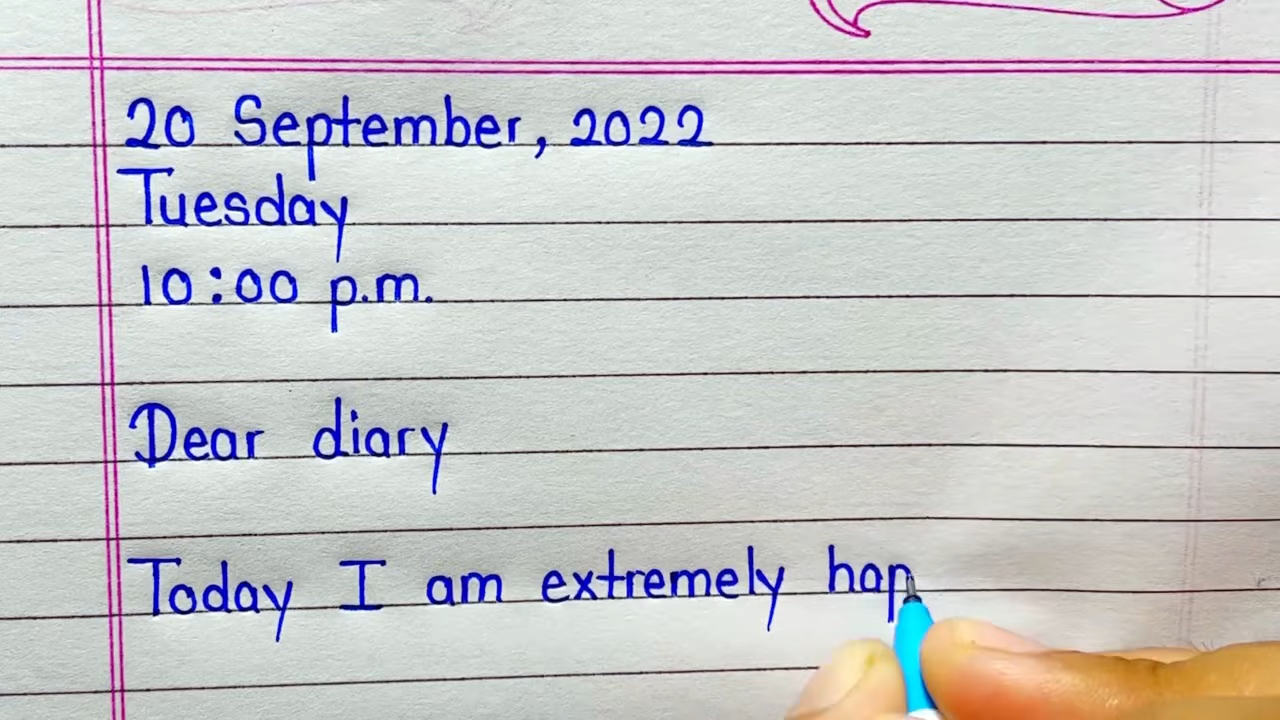 20 September, 2022
Tuesday
10:00 p.m.
Dear diary
Today I am extremely hap